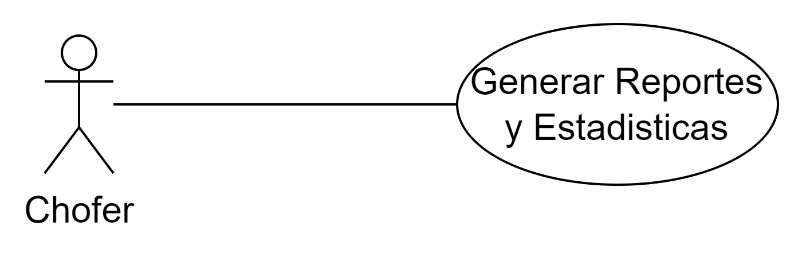 Generar Reportes
y Estadisticas
Chofer